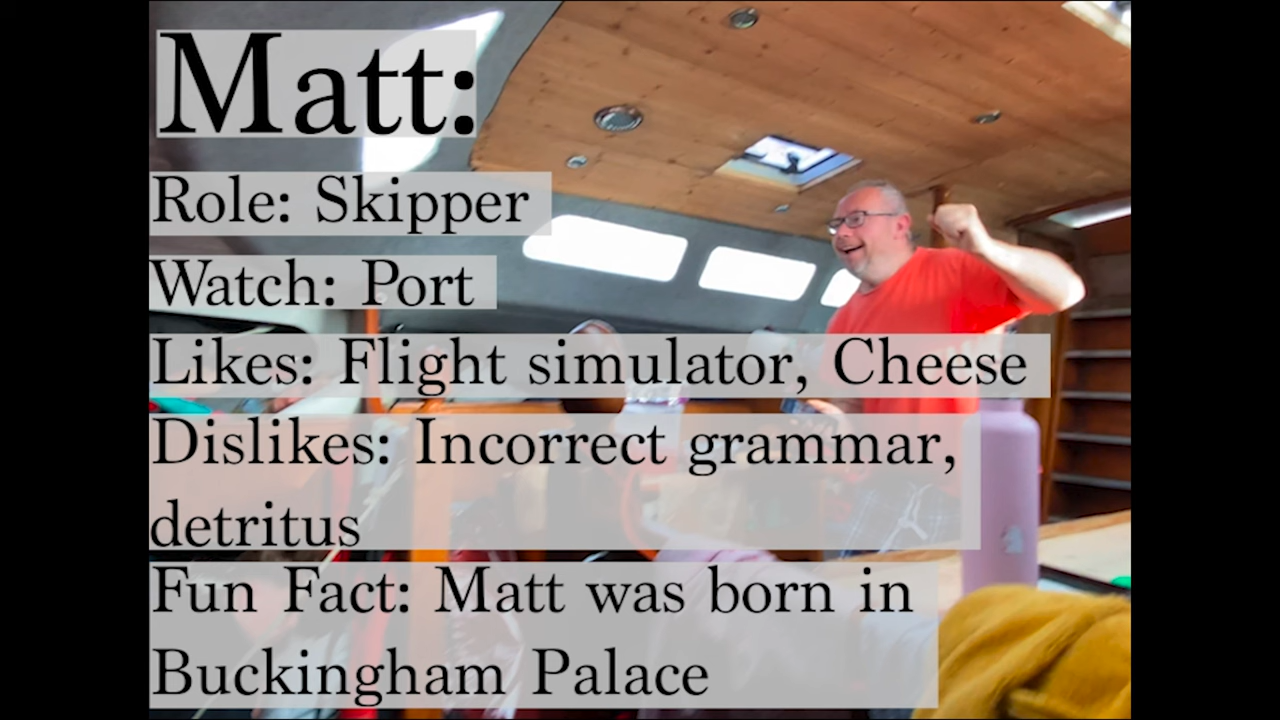 Matt:
Role: Skipper
Watch: Port
Likes: Flight simulator, Cheese
Dislikes: Incorrect grammar,
detritus
Fun Fact: Matt was born in
Buckingham Palace